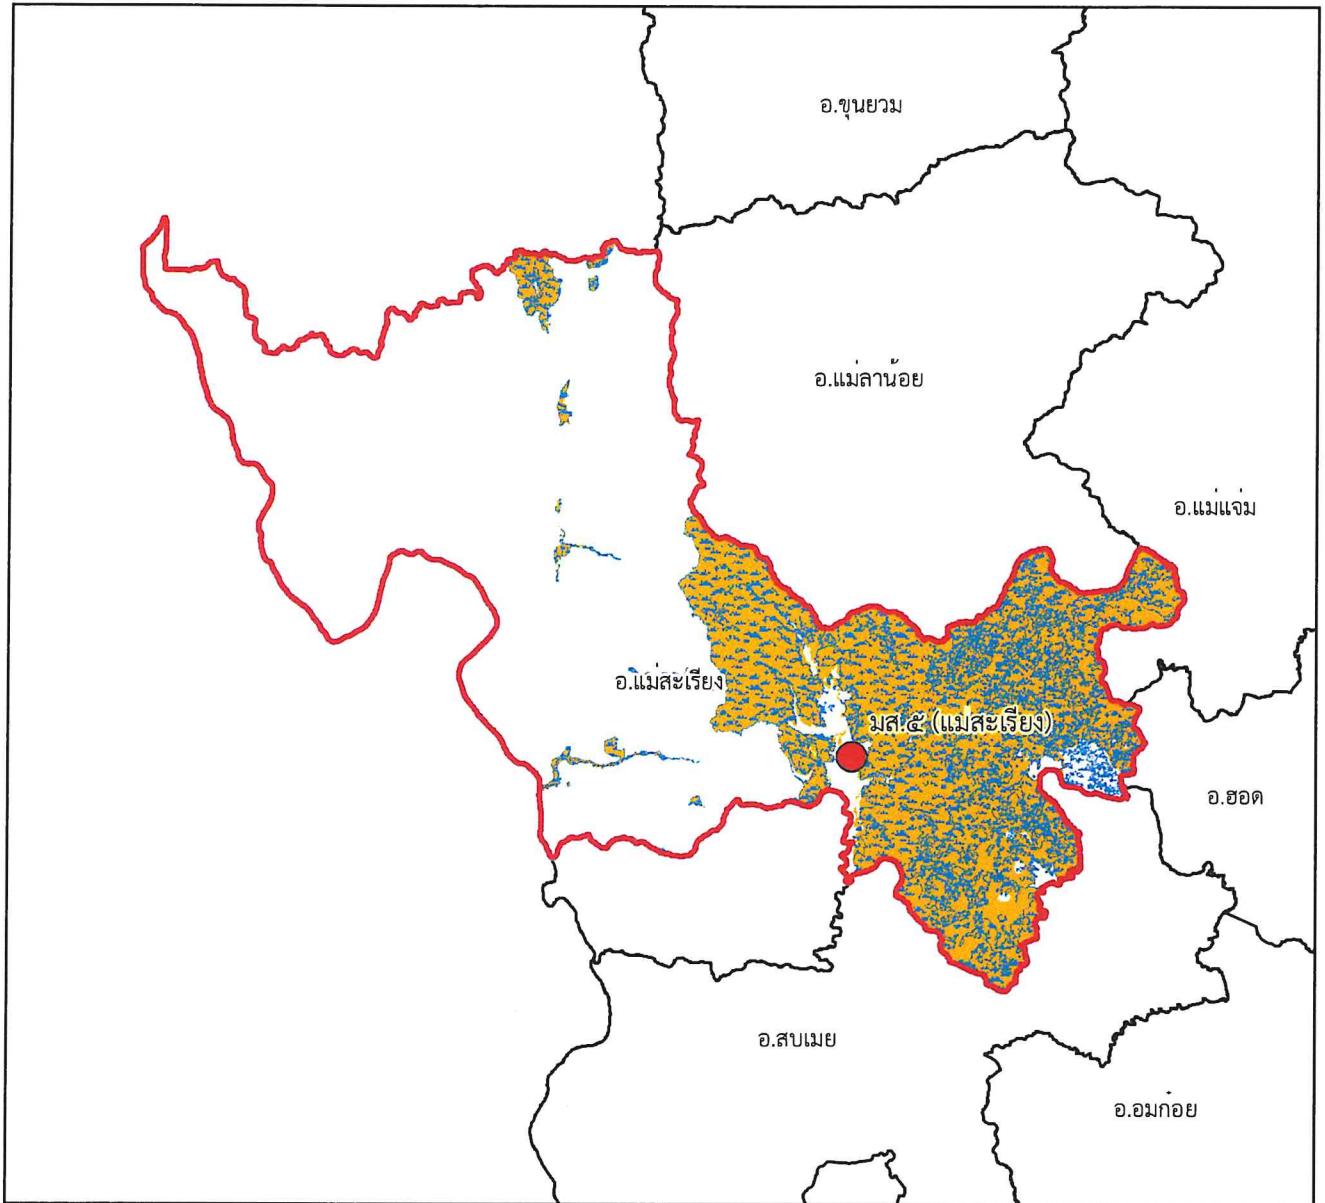 อ.ขุนยวม
อ.แม่ลาน้อย
อ.แม่แจ่ม
อ.แม่สะเรียง
มส.๕ (แม่สะเรียง)
อ.ฮอด
อ.สบเมย
อ.อมก๋อย